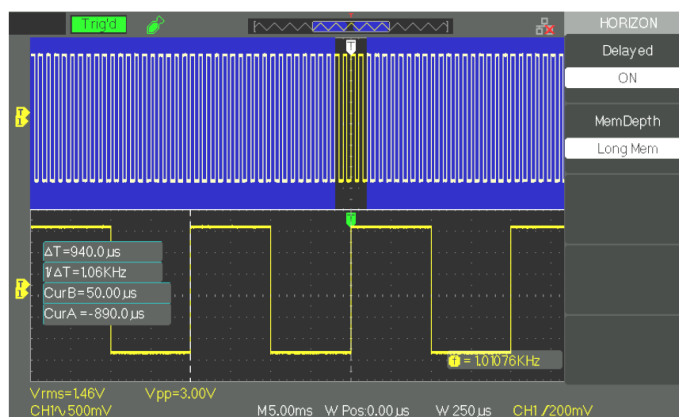 Trig'd
T
HORIZON
Delayed
ON
MemDepth
Long Mem
T
1
T
ΔT=940.0µs
1/ΔT=1.06KHz
CurB=50.00µs
CurA=-890.0µs
T
1
f = 1.01076KHz
Vrms=1.46V Vpp=3.00V
CH1∿500mV M5.00ms W Pos:0.00µs W 250µs CH1 /200mV